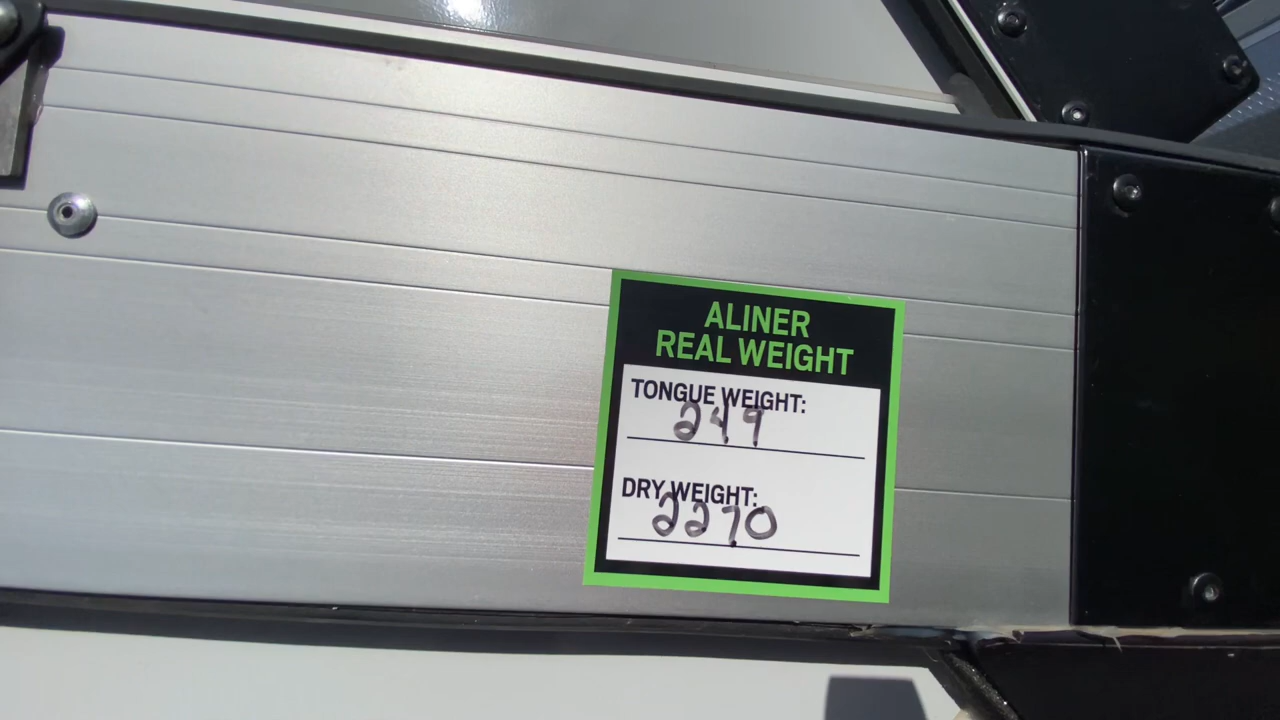 ALINER
REAL WEIGHT
TONGUE WEIGHT:
249
DRY WEIGHT:
2270